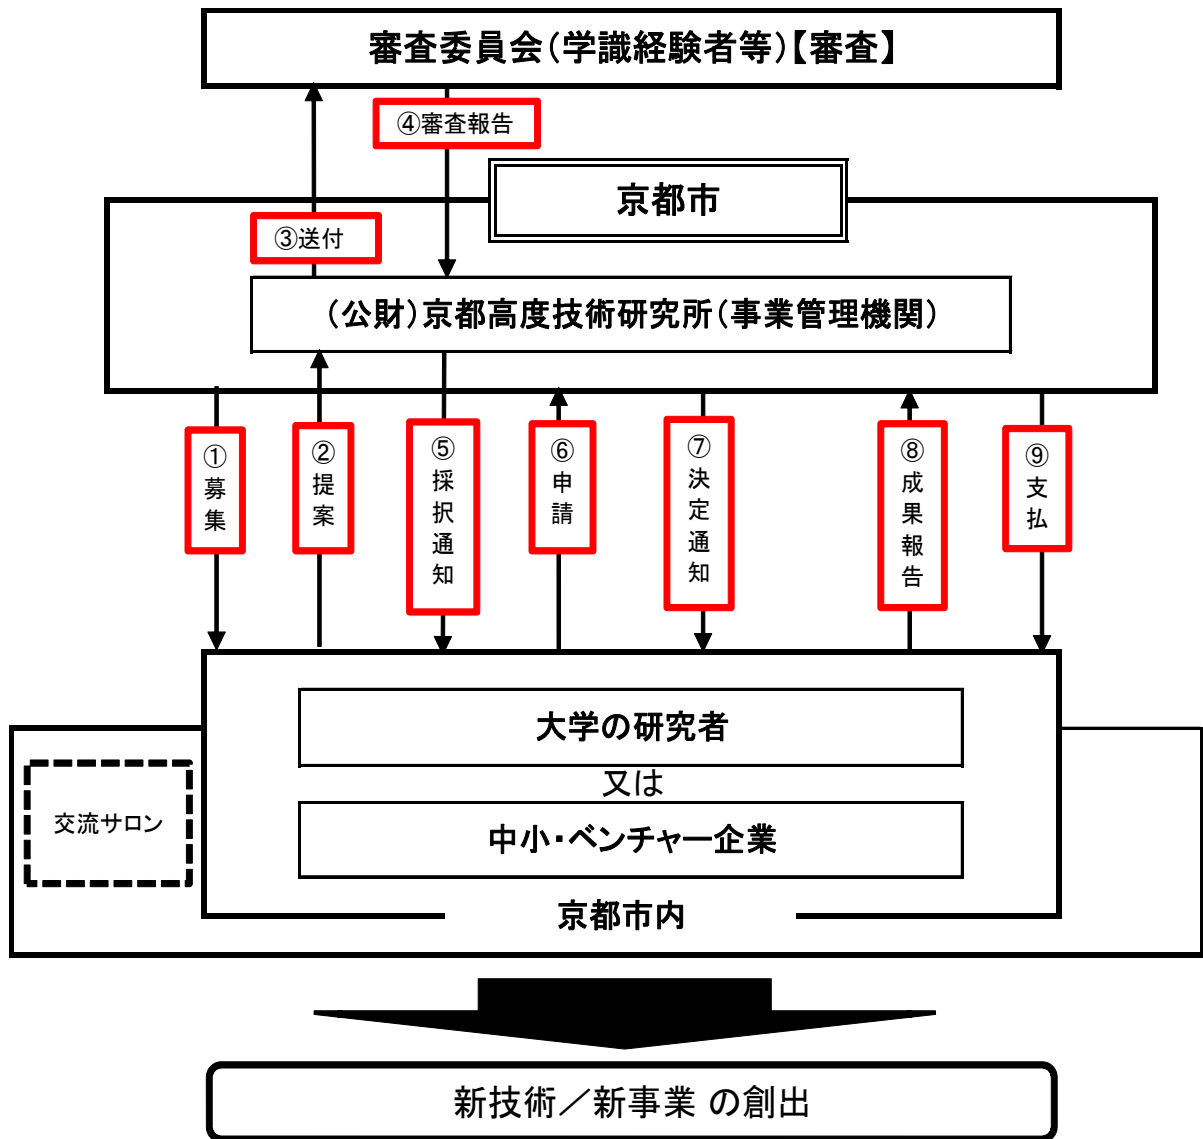 審査委員会（学識経験者等）【審査】
④審査報告
京都市
③送付
（公財）京都高度技術研究所（事業管理機関）
①募集
②提案
⑤採択通知
⑥申請
⑦決定通知
⑧成果報告
⑨支払
大学の研究者
又は
交流サロン
中小・ベンチャー企業
京都市内
新技術／新事業 の創出